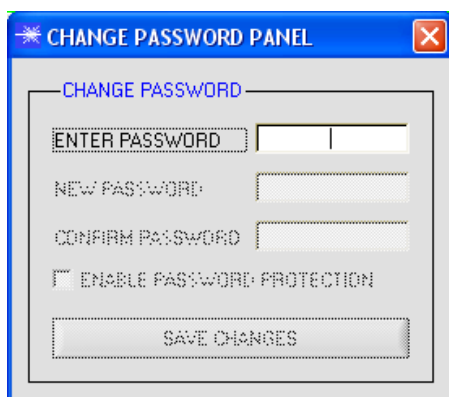 CHANGE PASSWORD PANEL
CHANGE PASSWORD
ENTER PASSWORD
NEW PASSWORD
CONFIRM PASSWORD
ENABLE PASSWORD PROTECTION
SAVE CHANGES